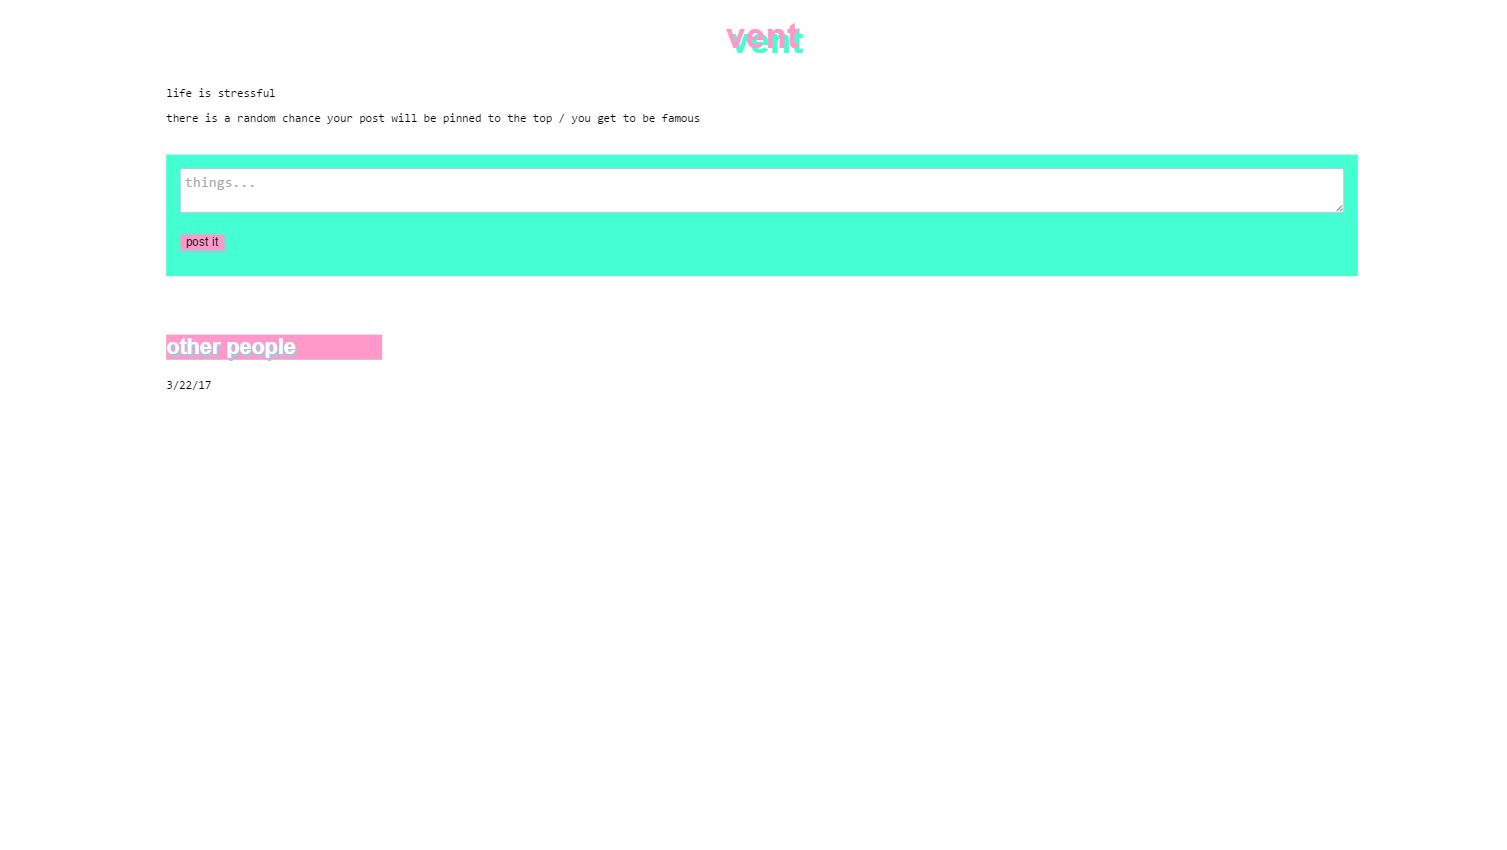 vent
life is stressful
there is a random chance your post will be pinned to the top / you get to be famous
things...
post it
other people
3/22/17